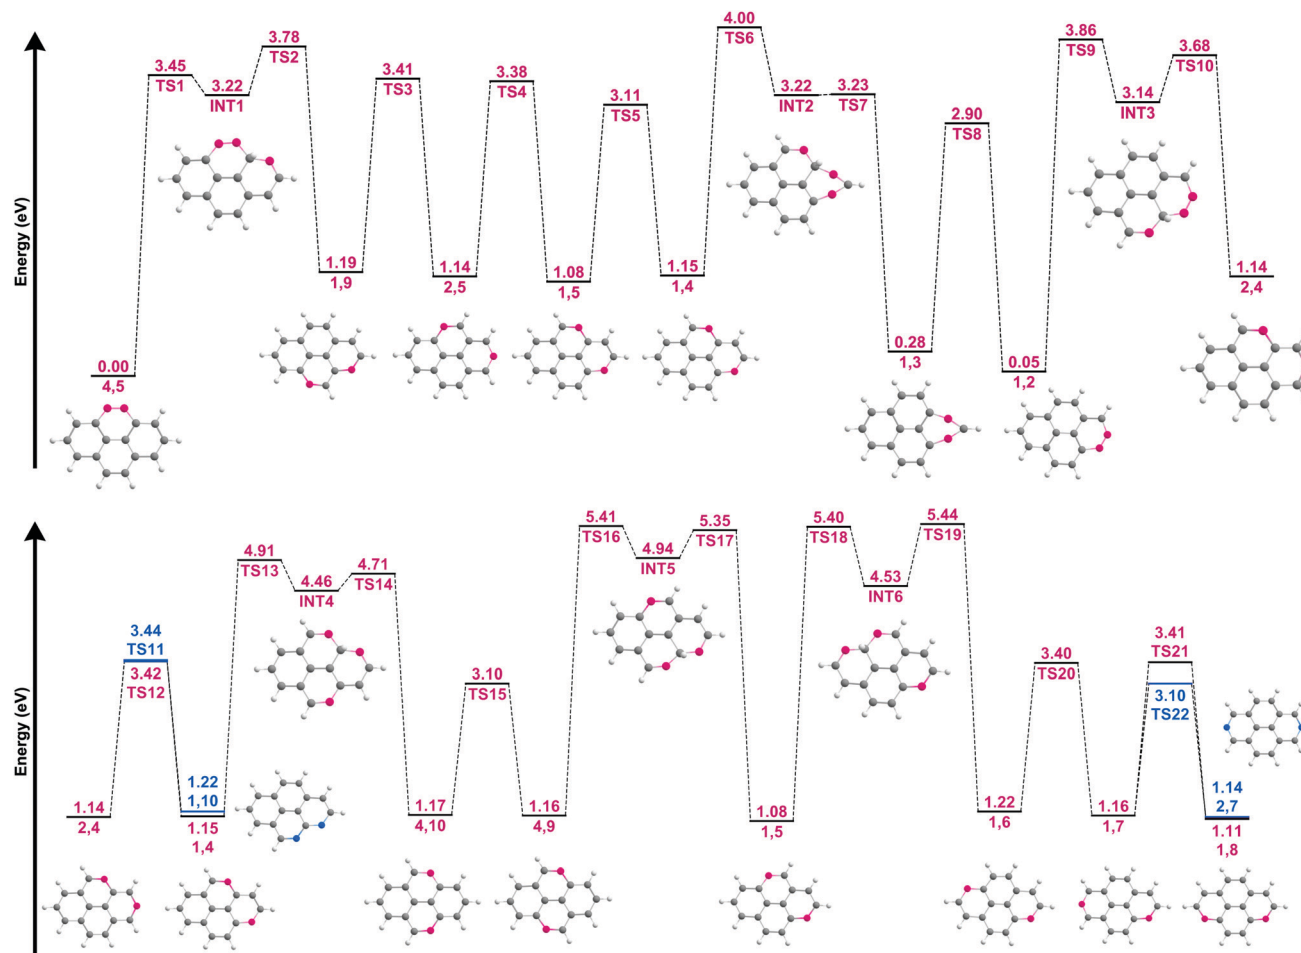 Energy (eV)
0.00
4,5
3.45
TS1
3.22
INT1
3.78
TS2
1.19
1,9
3.41
TS3
1.14
2,5
3.38
TS4
1.08
1,5
3.11
TS5
1.15
1,4
4.00
TS6
3.22
INT2
3.23
TS7
0.28
1,3
2.90
TS8
0.05
1,2
3.86
TS9
3.14
INT3
3.68
TS10
1.14
2,4
Energy (eV)
1.14
2,4
3.44
TS11
3.42
TS12
1.22
1,10
1.15
1,4
4.91
TS13
4.46
INT4
4.71
TS14
1.17
4,10
3.10
TS15
1.16
4,9
5.41
TS16
4.94
INT5
5.35
TS17
1.08
1,5
5.40
TS18
4.53
INT6
5.44
TS19
1.22
1,6
3.40
TS20
1.16
1,7
3.41
TS21
3.10
TS22
1.14
2,7
1.11
1,8